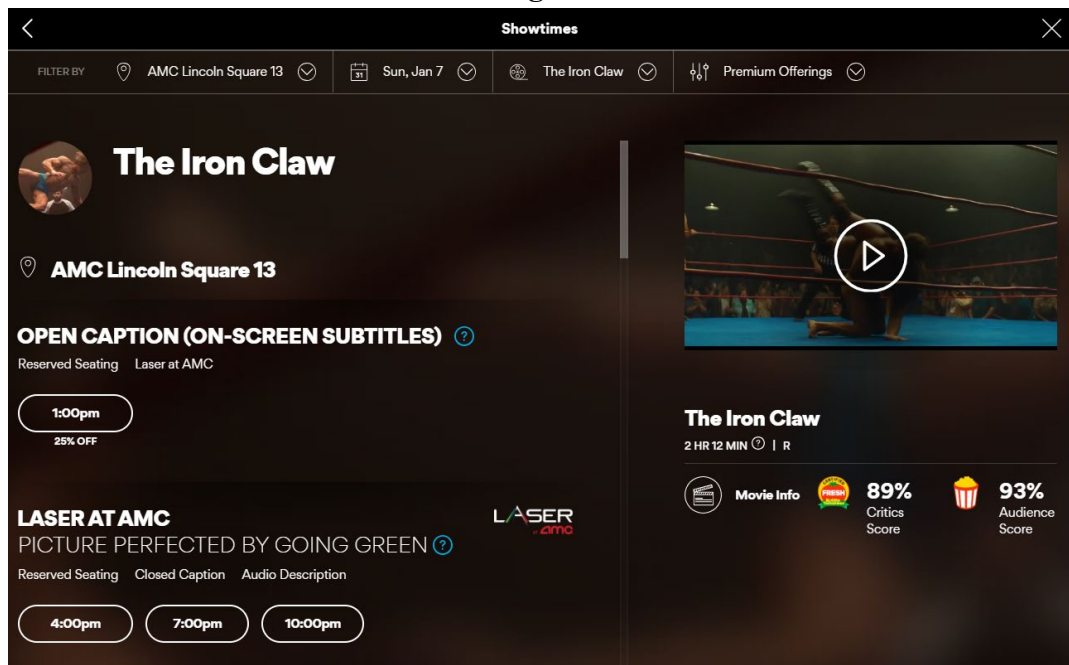 Showtimes
FILTER BY
AMC Lincoln Square 13
31
Sun, Jan 7
The Iron Claw
Premium Offerings
The Iron Claw
AMC Lincoln Square 13
OPEN CAPTION (ON-SCREEN SUBTITLES) ?
Reserved Seating Laser at AMC
1:00pm
25% OFF
LASER AT AMC
PICTURE PERFECTED BY GOING GREEN ?
LASER
amc
Reserved Seating Closed Caption Audio Description
4:00pm 7:00pm 10:00pm
The Iron Claw
2 HR 12 MIN ? | R
Movie Info
FRESH
89%
Critics
Score
93%
Audience
Score